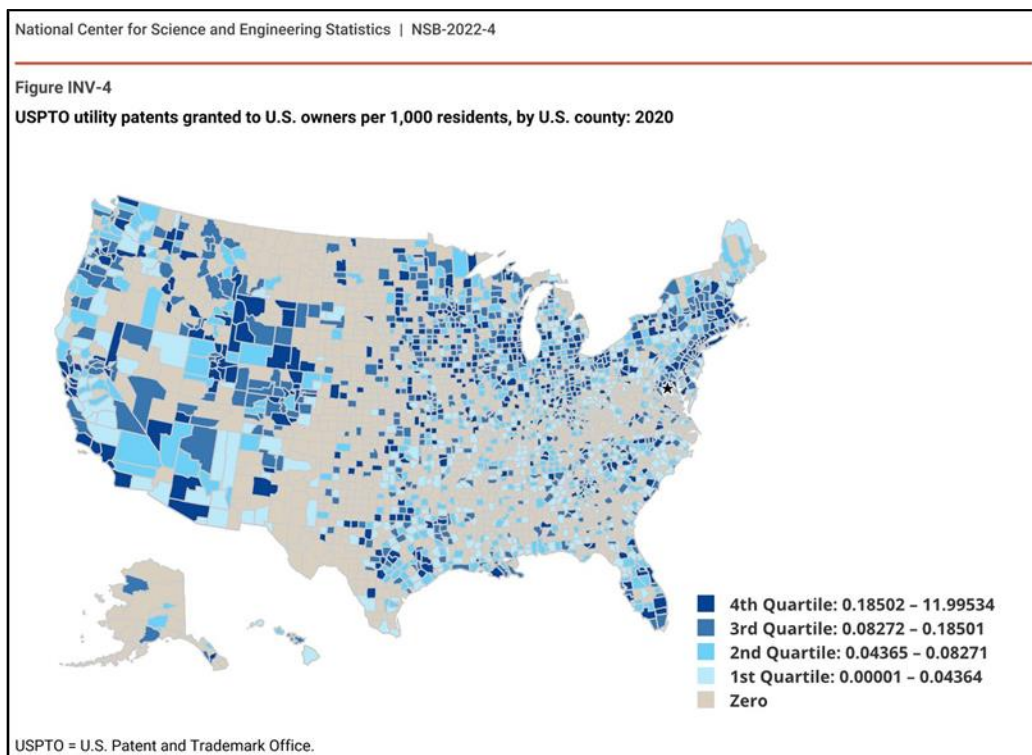 National Center for Science and Engineering Statistics | NSB-2022-4
Figure INV-4
USPTO utility patents granted to U.S. owners per 1,000 residents, by U.S. county: 2020
4th Quartile: 0.18502 – 11.99534
3rd Quartile: 0.08272 – 0.18501
2nd Quartile: 0.04365 – 0.08271
1st Quartile: 0.00001 – 0.04364
Zero
USPTO = U.S. Patent and Trademark Office.